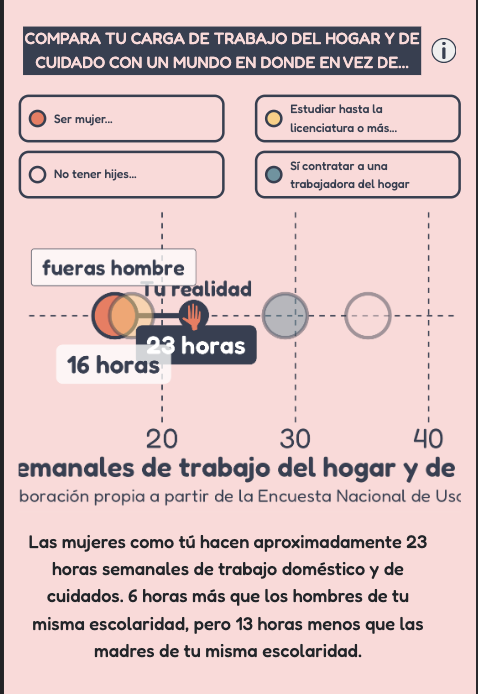 COMPARA TU CARGA DE TRABAJO DEL HOGAR Y DE
CUIDADO CON UN MUNDO EN DONDE EN VEZ DE...
i
Ser mujer...
Estudiar hasta la
licenciatura o más...
No tener hijes...
Sí contratar a una
trabajadora del hogar
fueras hombre
Tu realidad
23 horas
16 horas
20 30 40
emanales de trabajo del hogar y de
boración propia a partir de la Encuesta Nacional de Uso
Las mujeres como tú hacen aproximadamente 23
horas semanales de trabajo doméstico y de
cuidados. 6 horas más que los hombres de tu
misma escolaridad, pero 13 horas menos que las
madres de tu misma escolaridad.